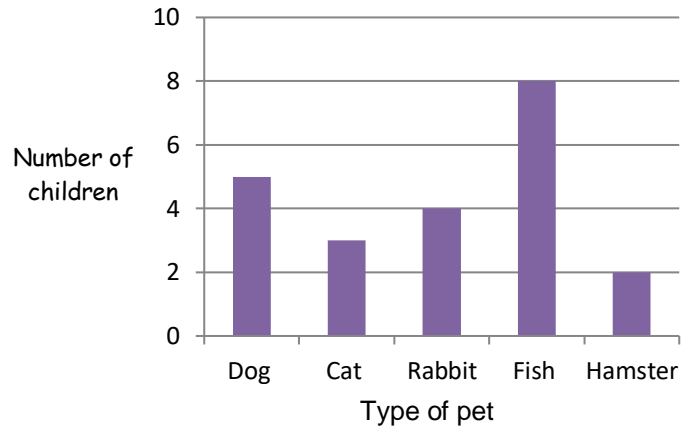 10
8
6
4
2
0
Number of
children
Dog Cat Rabbit Fish Hamster
Type of pet